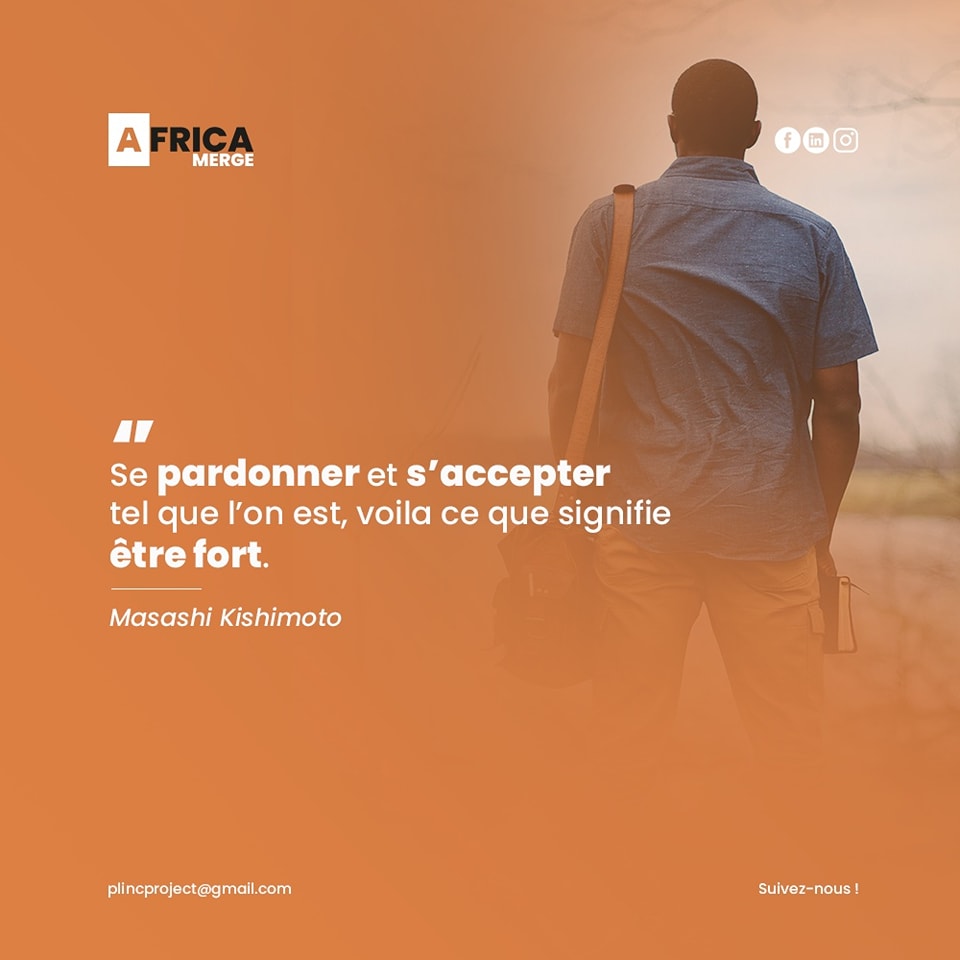 AFRICA
MERGE
“
Se pardonner et s’accepter
tel que l’on est, voila ce que signifie
être fort.
Masashi Kishimoto
plincproject@gmail.com
Suivez-nous !